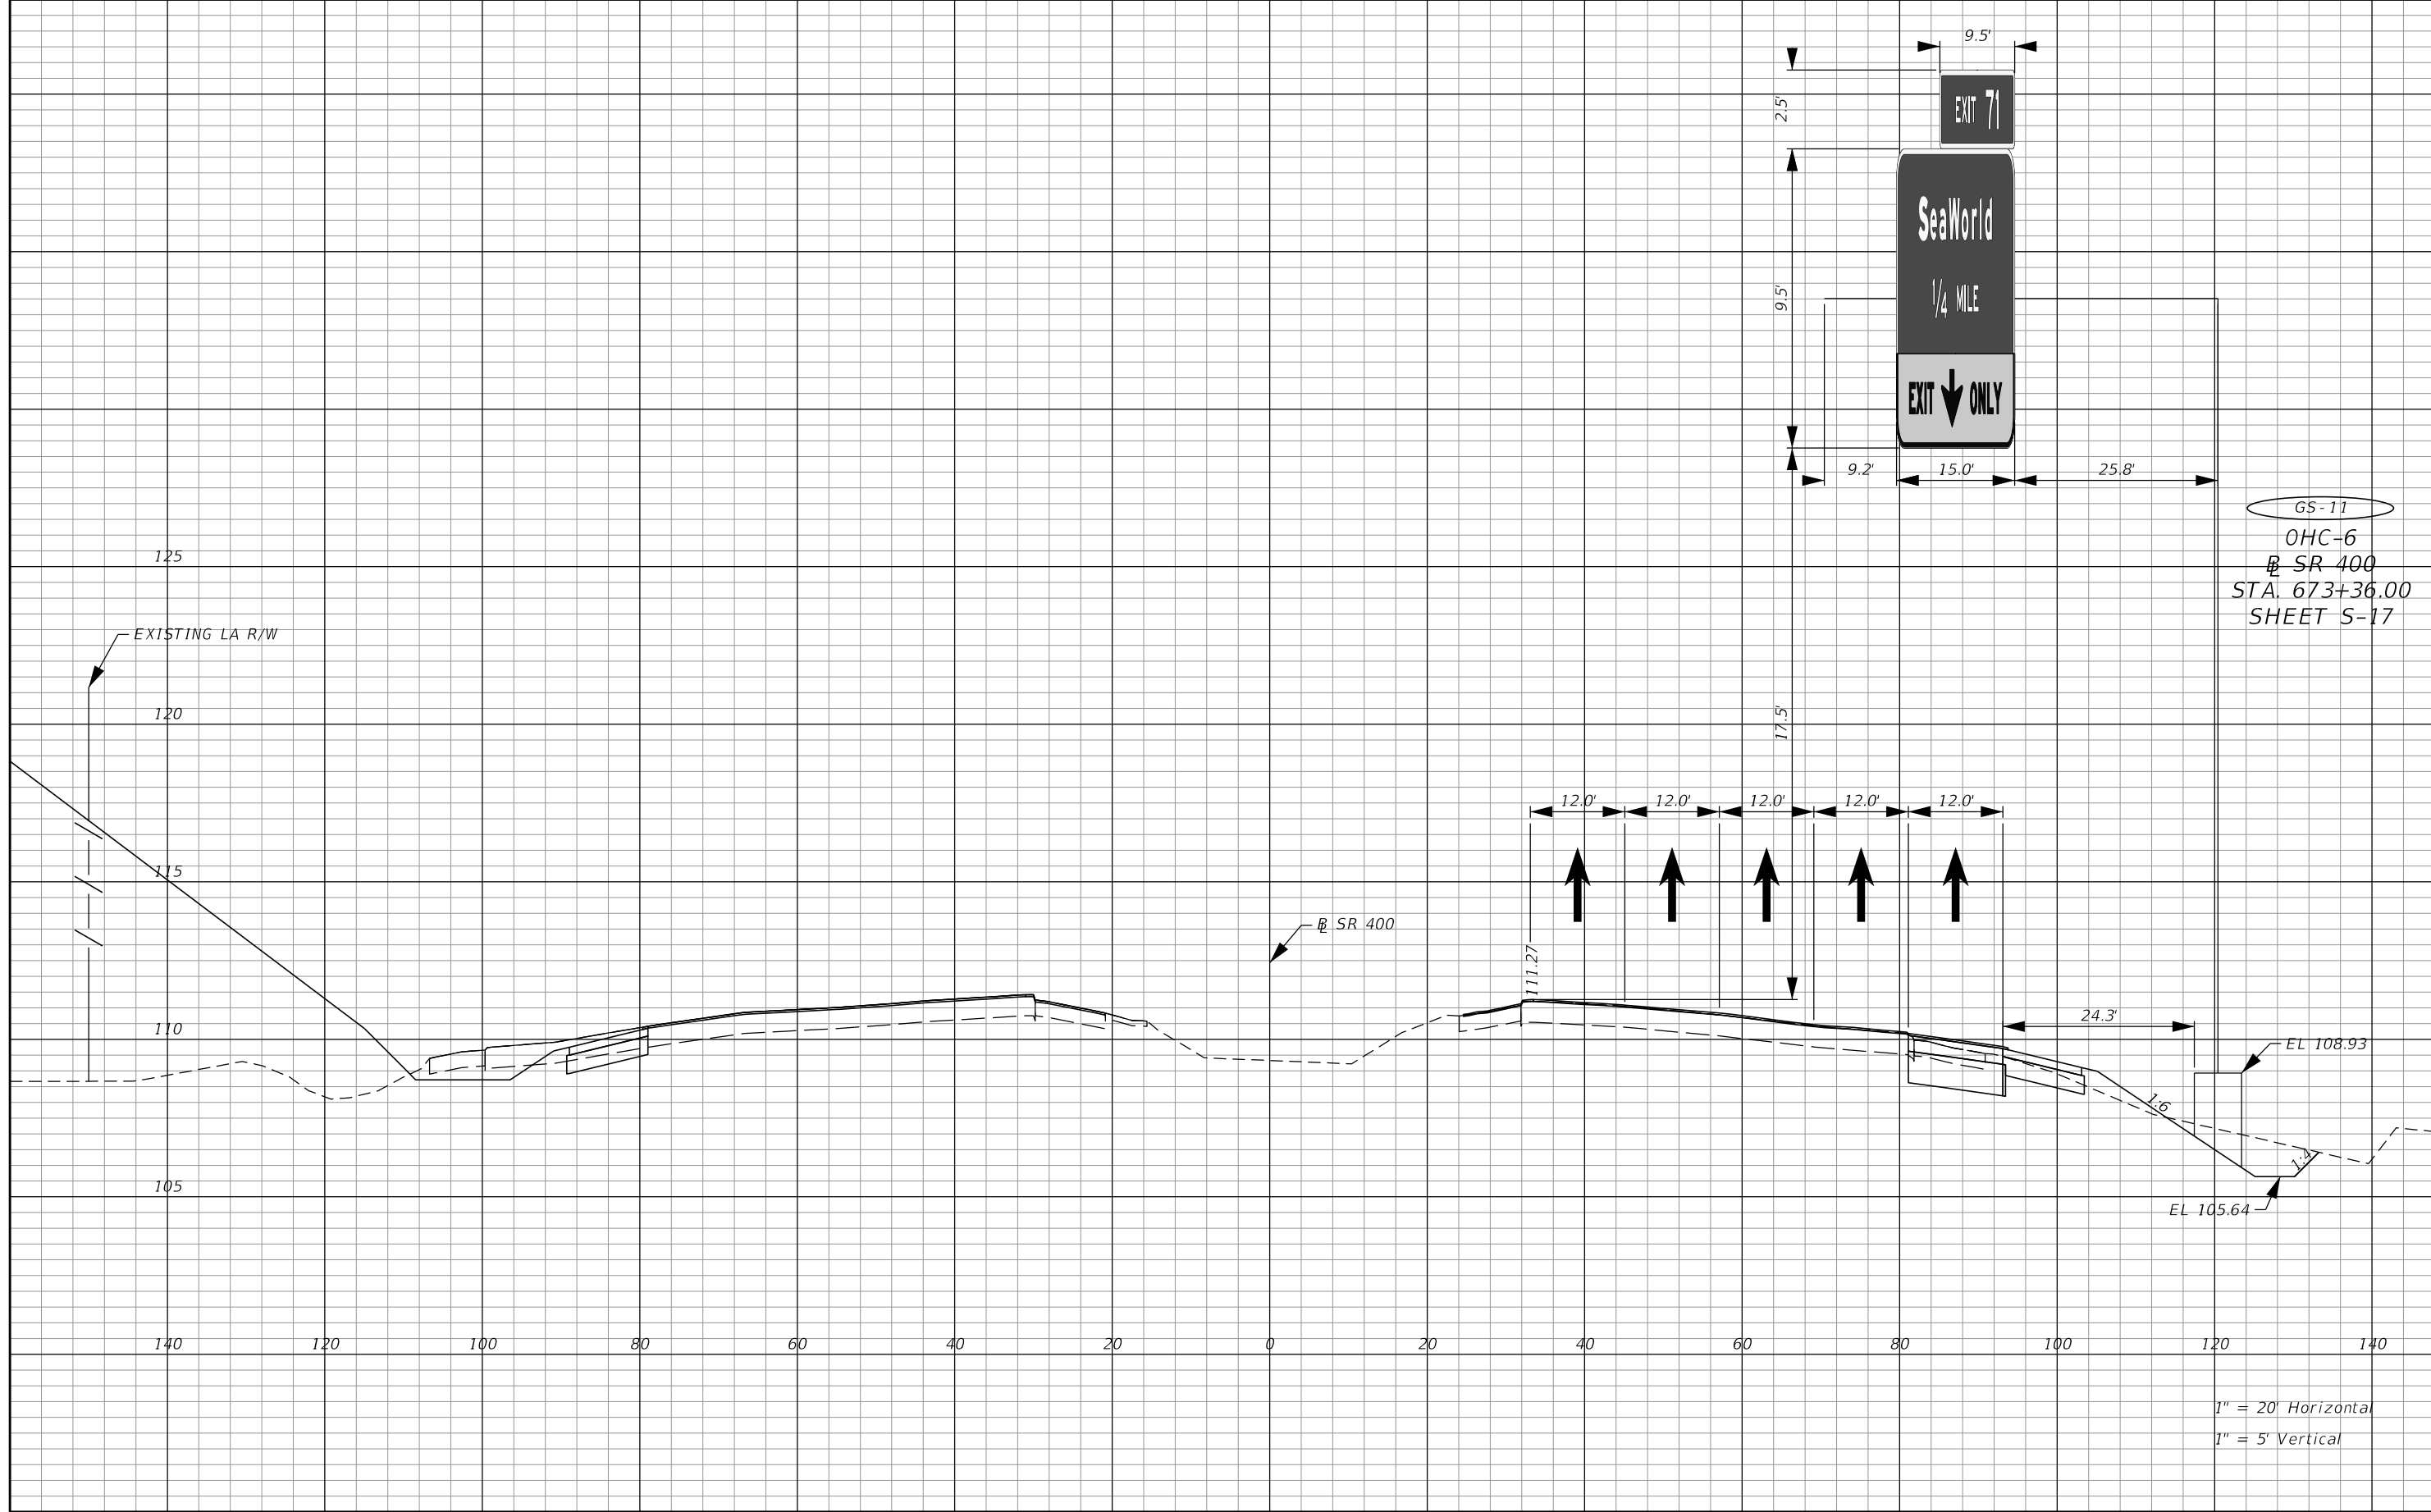 9.5'
2.5'
EXIT 71
SeaWorld
1/4 MILE
9.5'
EXIT ONLY
9.2' 15.0' 25.8'
GS-11
OHC-6
BL SR 400
STA. 673+36.00
SHEET S-17
125
EXISTING LA R/W
120
17.5'
12.0' 12.0' 12.0' 12.0' 12.0'
115
BL SR 400
111.27
110
24.3'
EL 108.93
1:6
1:4
105
EL 105.64
140 120 100 80 60 40 20 0 20 40 60 80 100 120 140
1" = 20' Horizontal
1" = 5' Vertical